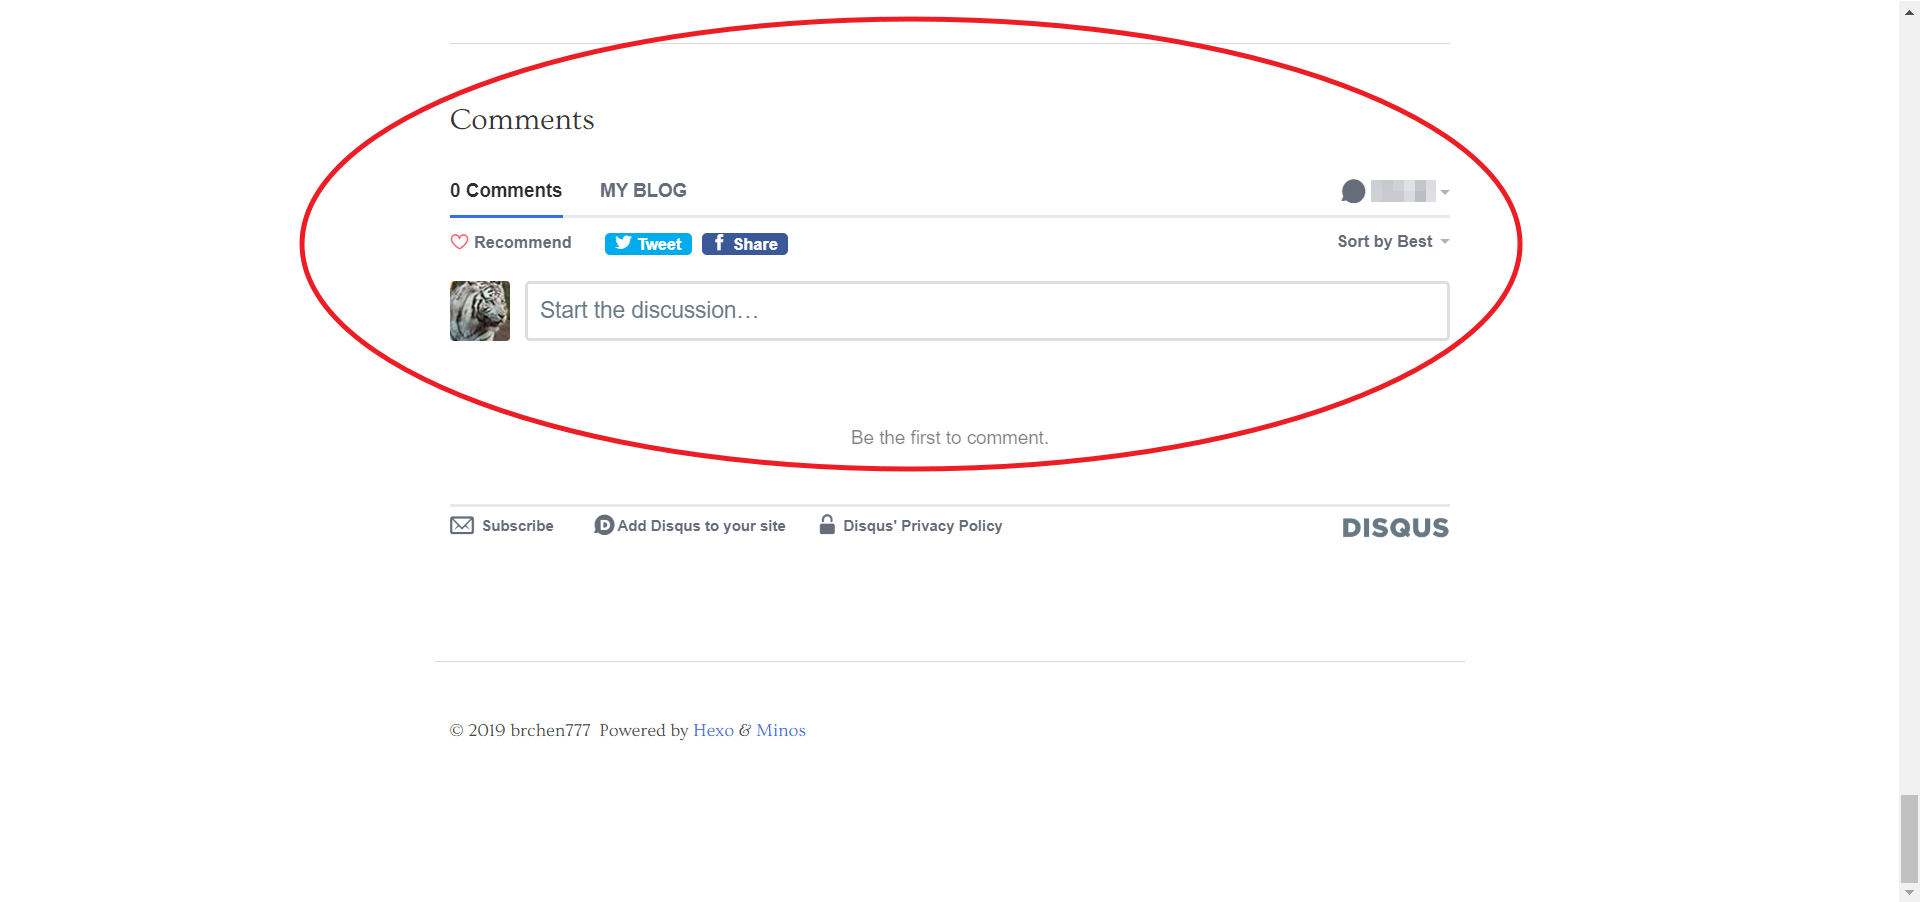 Comments
0 Comments MY BLOG
Recommend Tweet Share Sort by Best
Start the discussion…
Be the first to comment.
Subscribe Add Disqus to your site Disqus' Privacy Policy DISQUS
© 2019 brchen777 Powered by Hexo & Minos